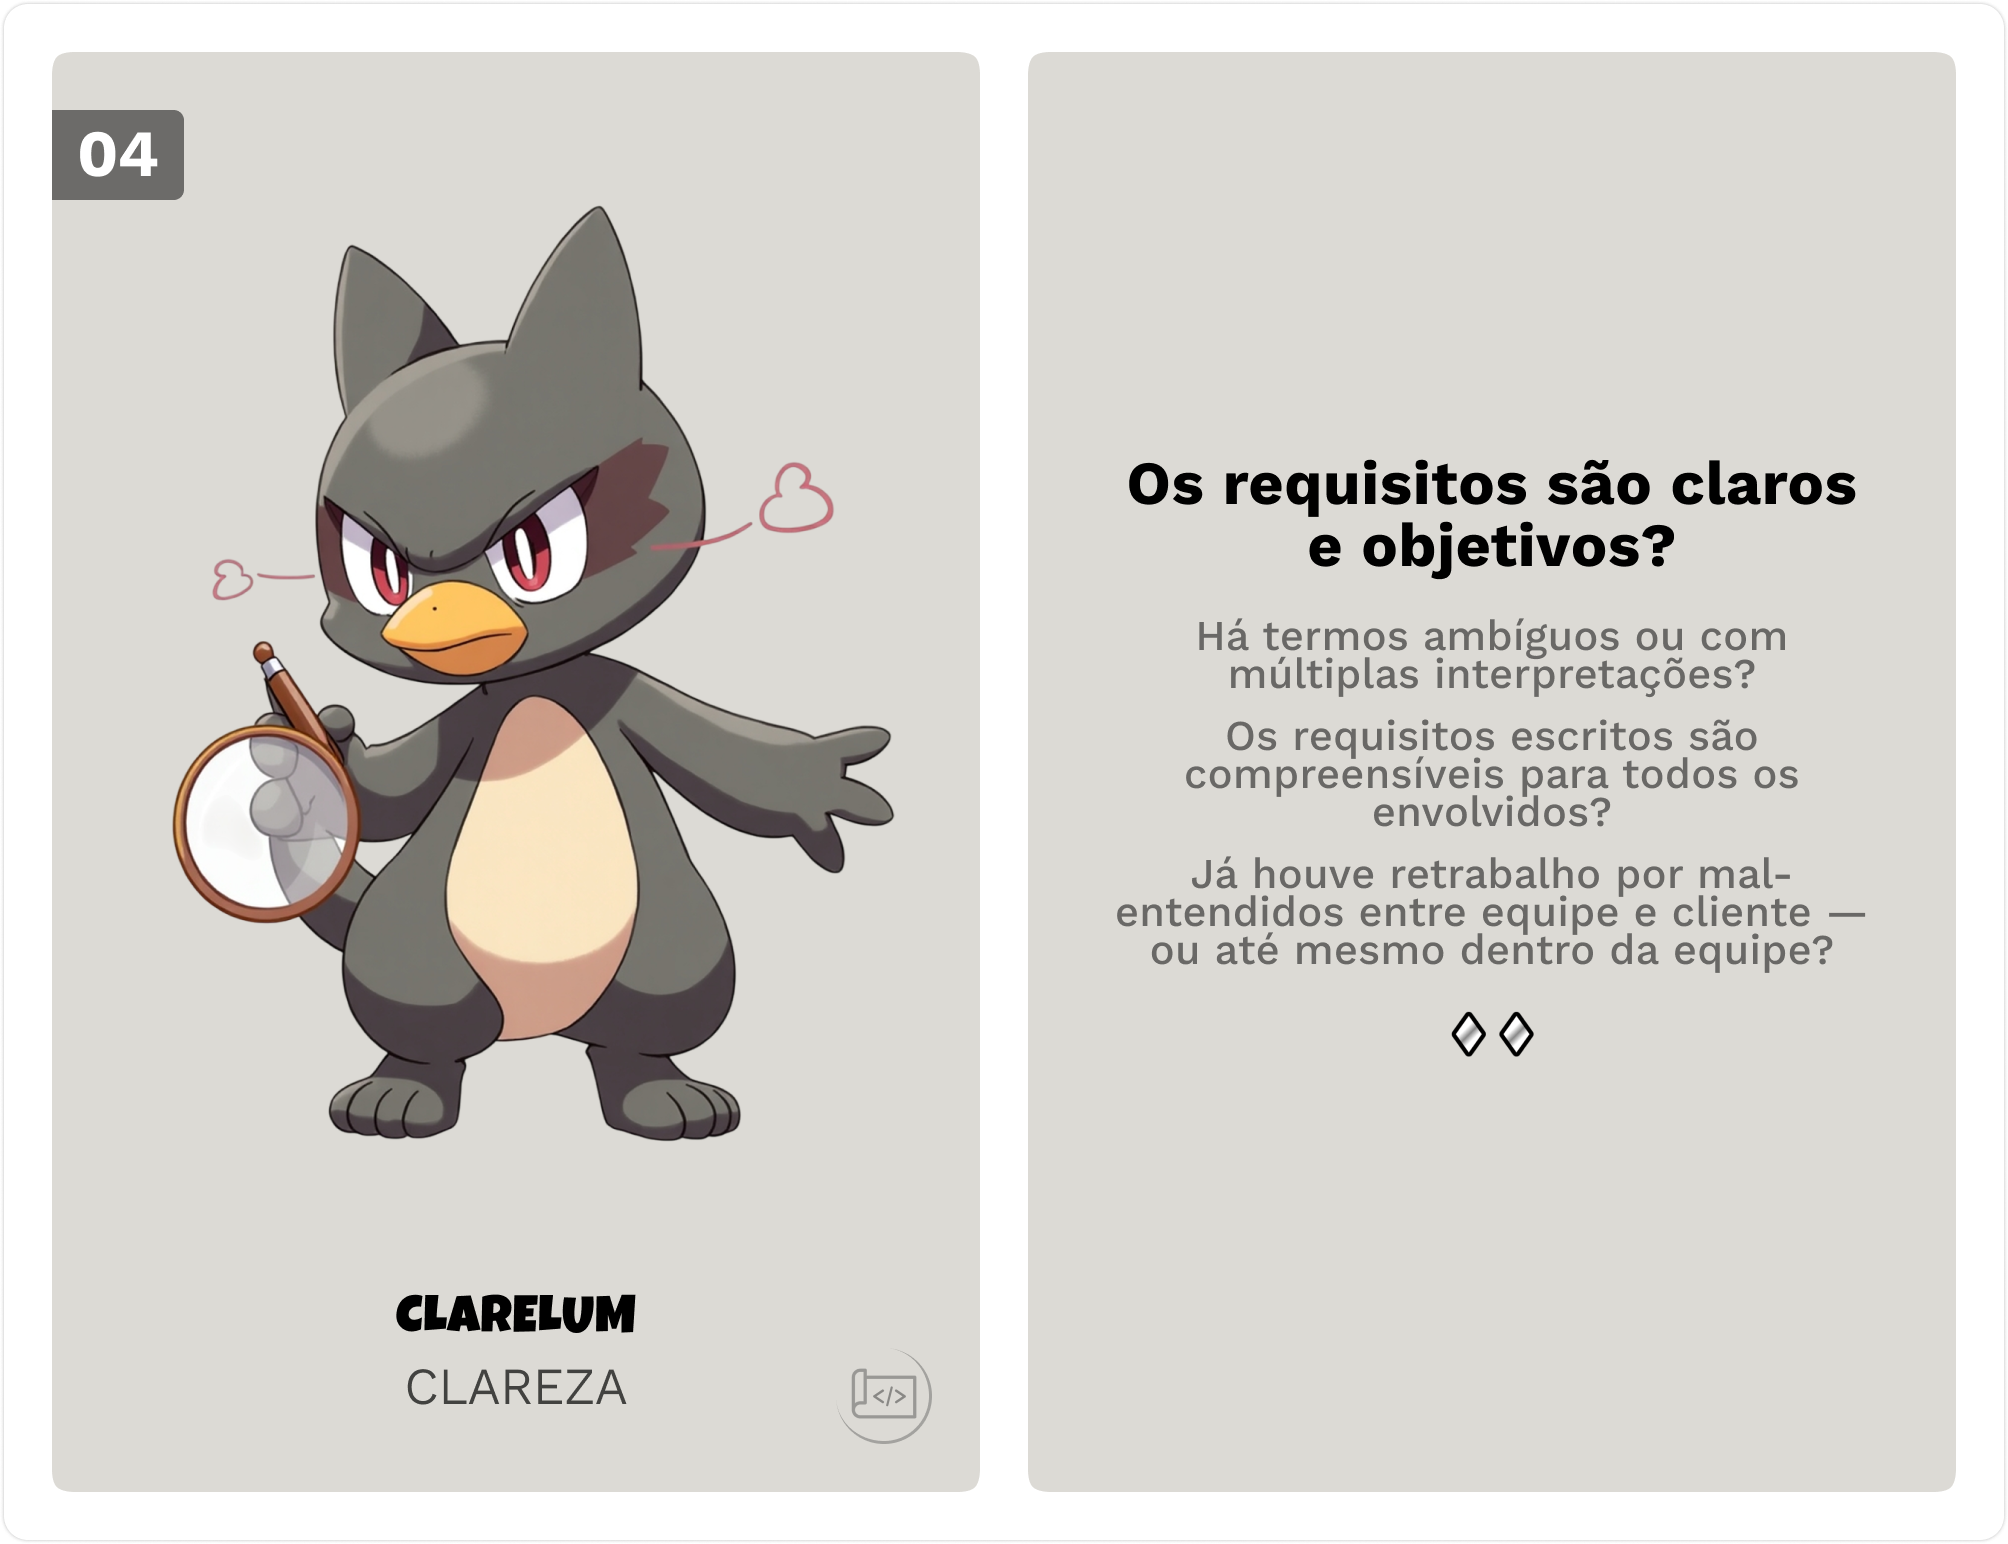 04
CLARELUM
CLAREZA
</>
Os requisitos são claros
e objetivos?
Há termos ambíguos ou com
múltiplas interpretações?
Os requisitos escritos são
compreensíveis para todos os
envolvidos?
Já houve retrabalho por mal-
entendidos entre equipe e cliente —
ou até mesmo dentro da equipe?